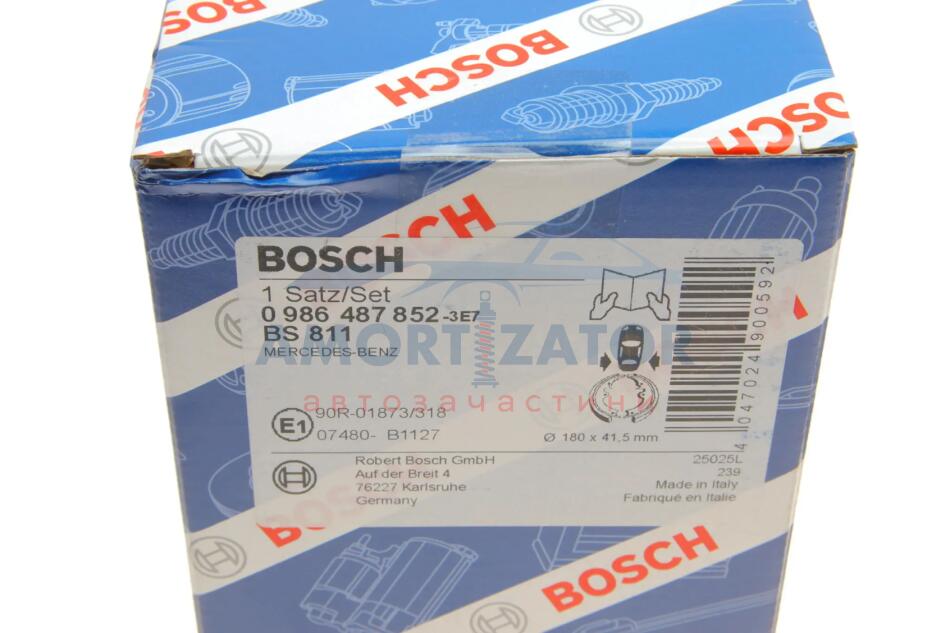 BOSCH
BOSCH
BOSCH
BOSCH
BOSCH
BOSCH
1 Satz/Set
0 986 487 852-3E7
BS 811
MERCEDES-BENZ
AMORTIZATOR
автозачастини
E1
90R-01873/318
07480- B1127
Ø 180 x 41,5 mm
4 047024 900592
Robert Bosch GmbH
Auf der Breit 4
76227 Karlsruhe
Germany
25025L
239
Made in Italy
Fabriqué en Italie
BOSCH